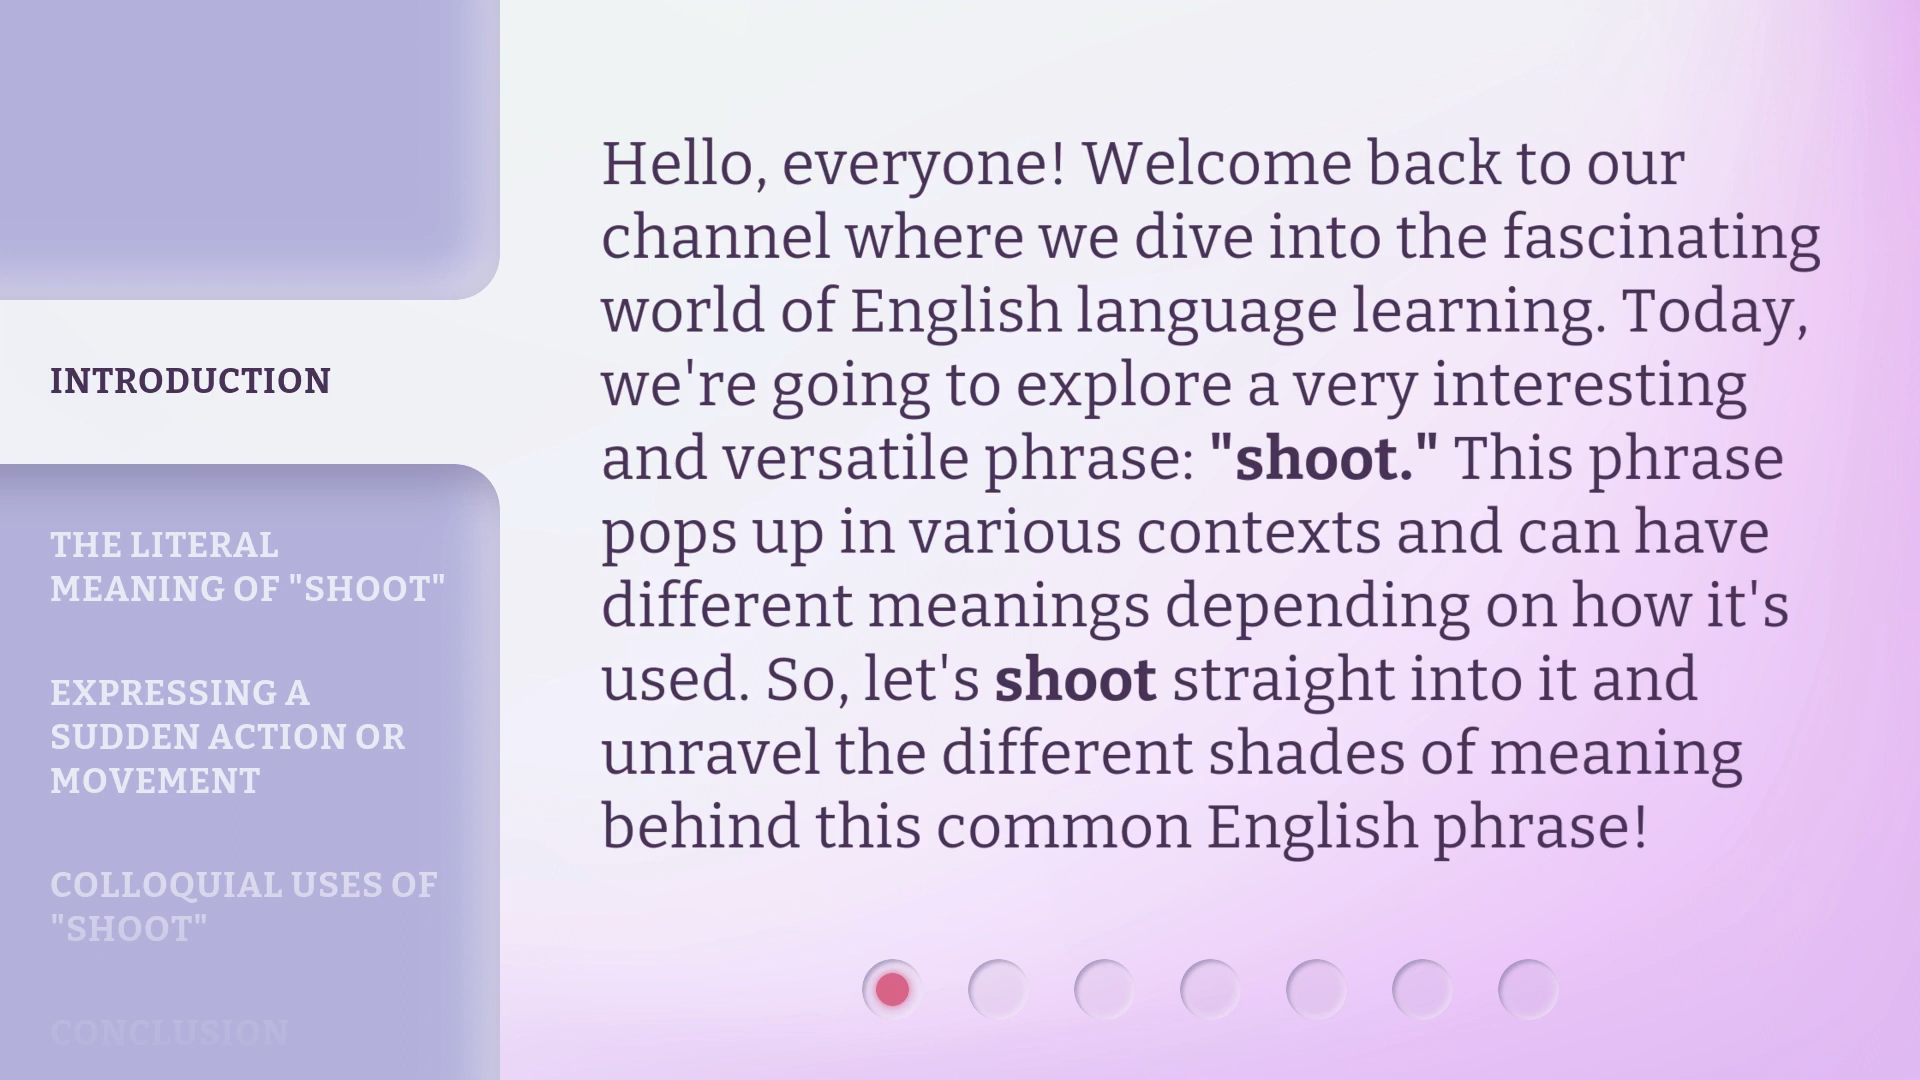 INTRODUCTION
THE LITERAL
MEANING OF "SHOOT"
EXPRESSING A
SUDDEN ACTION OR
MOVEMENT
COLLOQUIAL USES OF
"SHOOT"
CONCLUSION
Hello, everyone! Welcome back to our
channel where we dive into the fascinating
world of English language learning. Today,
we're going to explore a very interesting
and versatile phrase: "shoot." This phrase
pops up in various contexts and can have
different meanings depending on how it's
used. So, let's shoot straight into it and
unravel the different shades of meaning
behind this common English phrase!